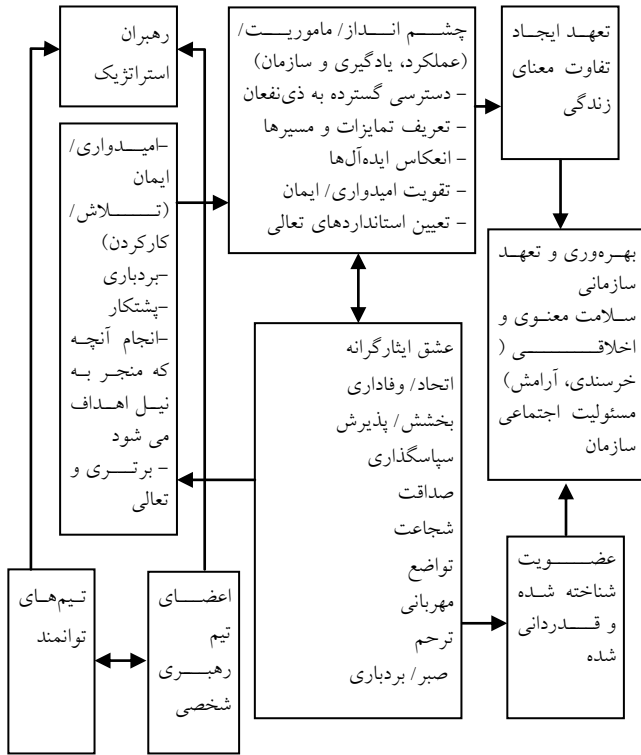 رهبران
استراتژیک
چشم انداز/ ماموریت/
(عملکرد، یادگیری و سازمان)
- دسترسی گسترده به ذی‌نفعان
- تعریف تمایزات و مسیرها
- انعکاس ایده‌آل‌ها
- تقویت امیدواری/ ایمان
- تعیین استانداردهای تعالی
تعهد ایجاد
تفاوت معنای
زندگی
-امیدواری/
ایمان
(تلاش/
کارکردن)
-بردباری
-پشتکار
-انجام آنچه
که منجر به
نیل اهداف
می شود
- برتری و
تعالی
عشق ایثارگرانه
اتحاد/ وفاداری
بخشش/ پذیرش
سپاسگذاری
صداقت
شجاعت
تواضع
مهربانی
ترحم
صبر/ بردباری
بهره‌وری و تعهد
سازمانی
سلامت معنوی و
اخلاقی (
خرسندی، آرامش)
مسئولیت اجتماعی
سازمان
تیم‌های
توانمند
اعضای
تیم
رهبری
شخصی
عضویت
شناخته شده
و قدردانی
شده